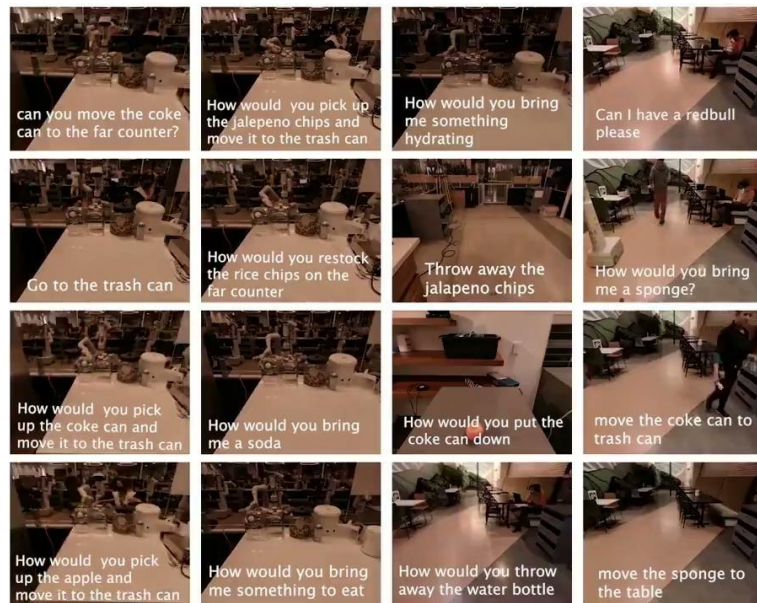 can you move the coke
can to the far counter?
How would you pick up
the jalepeno chips and
move it to the trash can
How would you bring
me something
hydrating
Can I have a redbull
please
Go to the trash can
How would you restock
the rice chips on the
far counter
Throw away the
jalapeno chips
How would you bring
me a sponge?
How would you pick
up the coke can and
move it to the trash can
How would you bring
me a soda
How would you put the
coke can down
move the coke can to
trash can
How would you pick
up the apple and
move it to the trash can
How would you bring
me something to eat
How would you throw
away the water bottle
move the sponge to
the table